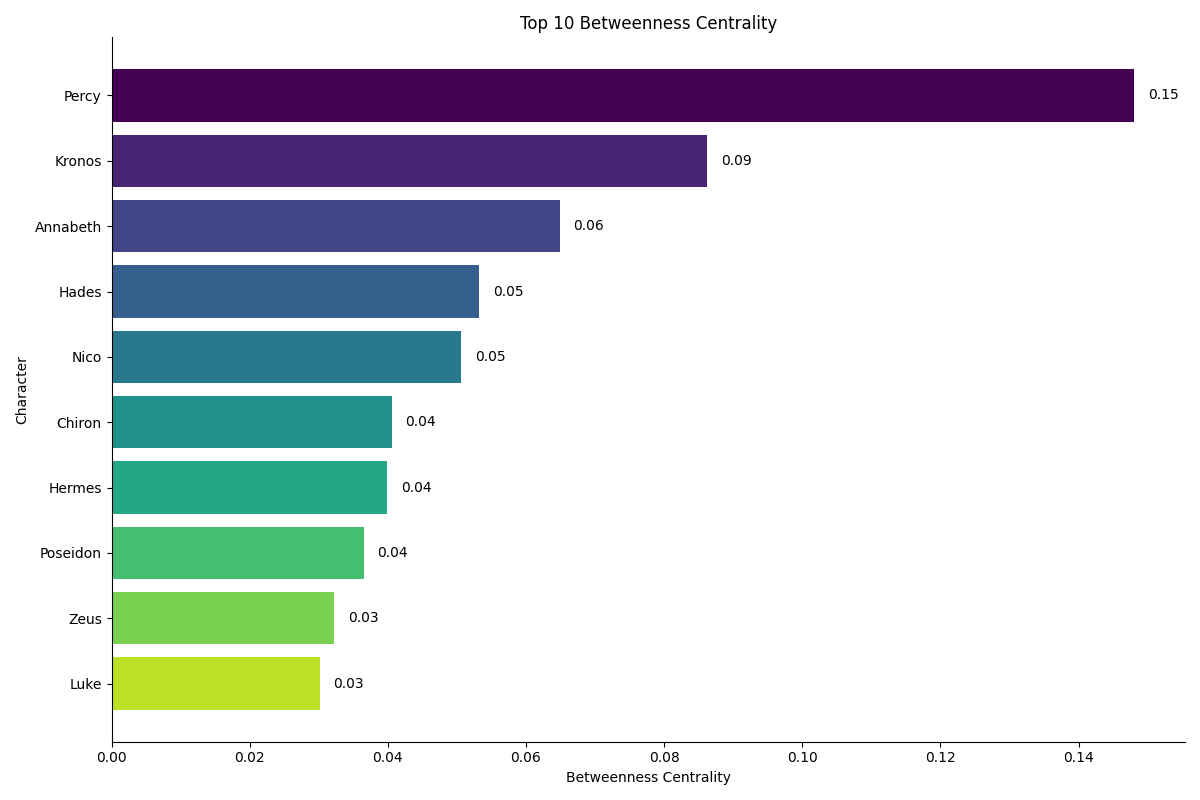 Top 10 Betweenness Centrality
Character
Percy 0.15
Kronos 0.09
Annabeth 0.06
Hades 0.05
Nico 0.05
Chiron 0.04
Hermes 0.04
Poseidon 0.04
Zeus 0.03
Luke 0.03
0.00 0.02 0.04 0.06 0.08 0.10 0.12 0.14
Betweenness Centrality